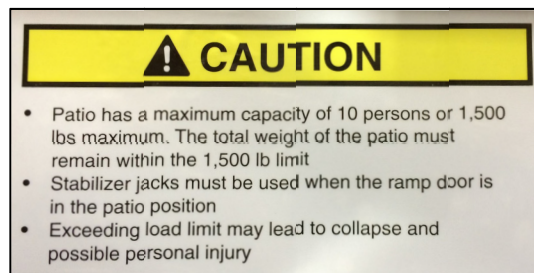 CAUTION
• Patio has a maximum capacity of 10 persons or 1,500
lbs maximum. The total weight of the patio must
remain within the 1,500 lb limit
• Stabilizer jacks must be used when the ramp door is
in the patio position
• Exceeding load limit may lead to collapse and
possible personal injury